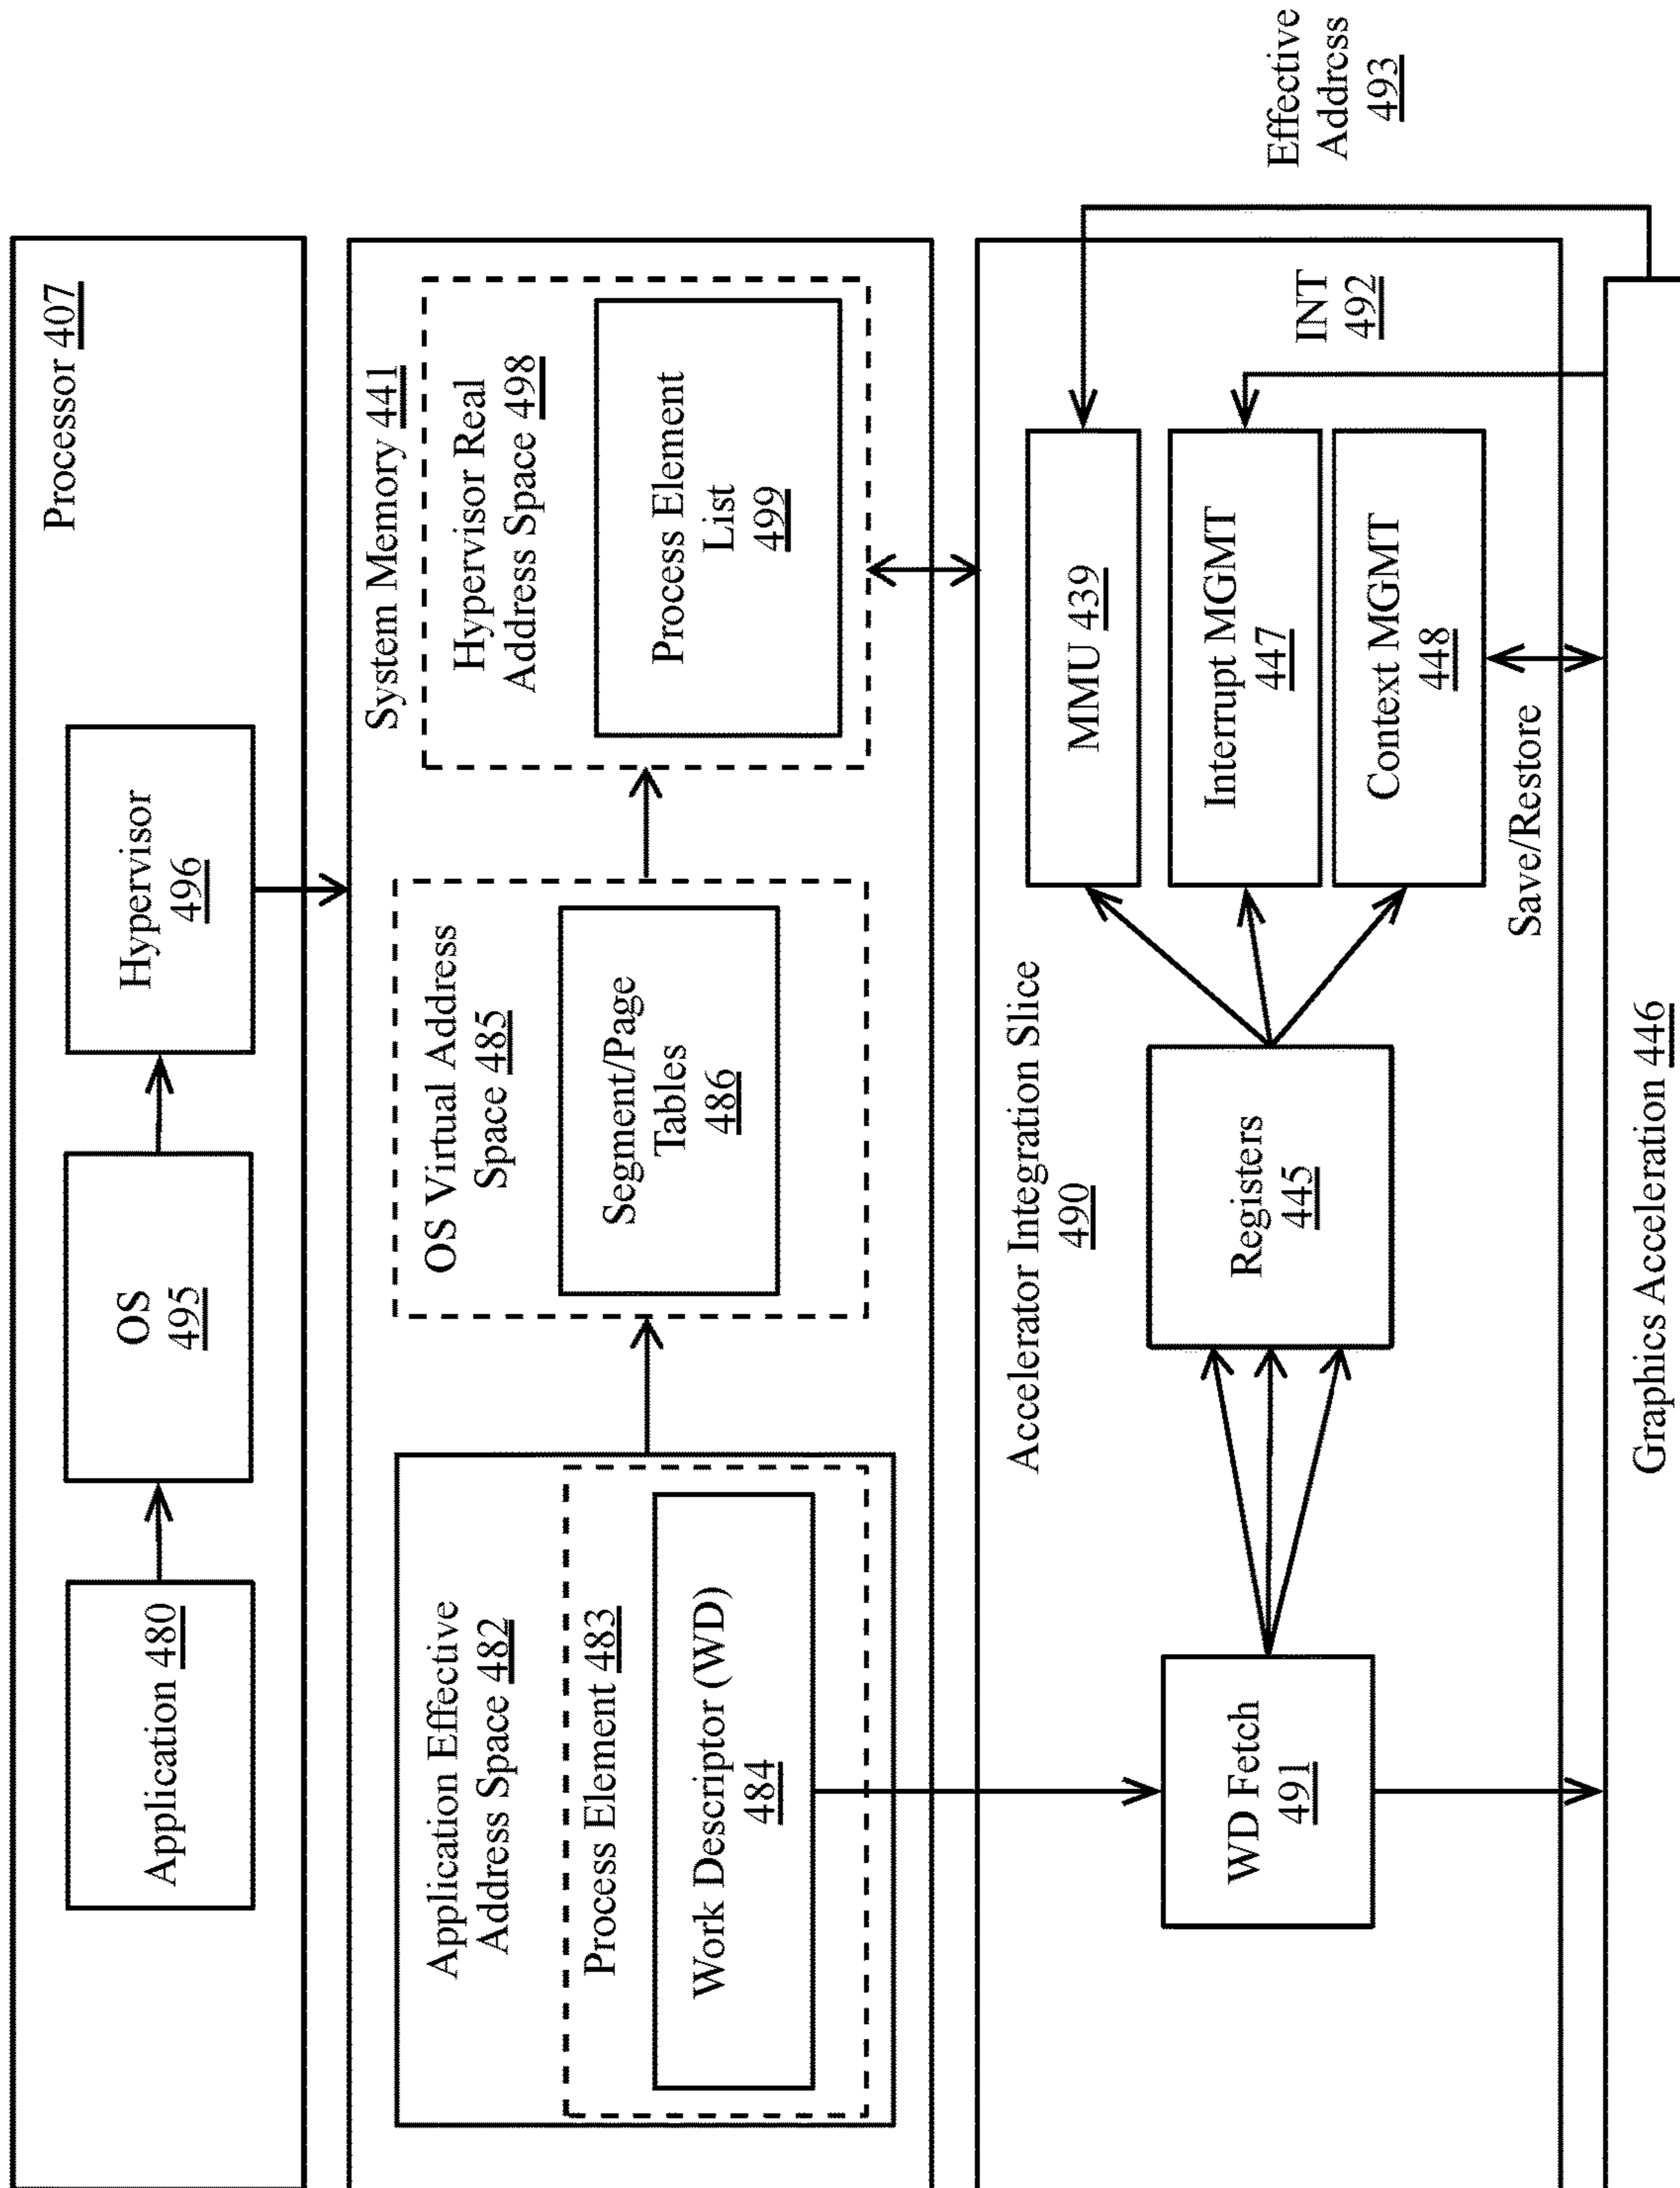 Processor 407
Application 480
OS
495
Hypervisor
496
System Memory 441
Application Effective
Address Space 482
Process Element 483
Work Descriptor (WD)
484
OS Virtual Address
Space 485
Segment/Page
Tables
486
Hypervisor Real
Address Space 498
Process Element
List
499
Accelerator Integration Slice
490
WD Fetch
491
Registers
445
MMU 439
Interrupt MGMT
447
Context MGMT
448
INT
492
Effective
Address
493
Save/Restore
Graphics Acceleration 446